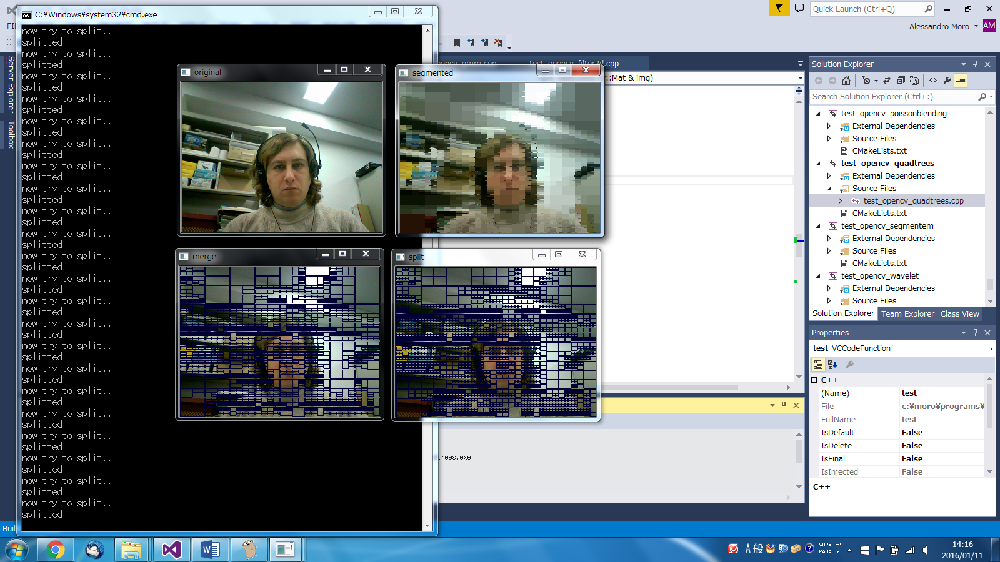 C:¥Windows¥system32¥cmd.exe
now try to split..
splitted
now try to split..
splitted
now try to split..
splitted
now try to split..
splitted
now try to split..
splitted
now try to split..
splitted
now try to split..
splitted
now try to split..
splitted
now try to split..
splitted
now try to split..
splitted
now try to split..
splitted
now try to split..
splitted
now try to split..
splitted
now try to split..
splitted
now try to split..
splitted
now try to split..
splitted
now try to split..
splitted
now try to split..
splitted
now try to split..
splitted
now try to split..
splitted
now try to split..
splitted
now try to split..
splitted
Server Explorer
Toolbox
original
segmented
merge
split
Quick Launch (Ctrl+Q)
Alessandro Moro
AM
test_opencv_filter2d.cpp
::Mat & img)
trees.exe
Solution Explorer
Search Solution Explorer (Ctrl+:)
test_opencv_poissonblending
External Dependencies
Source Files
CMakeLists.txt
test_opencv_quadtrees
External Dependencies
Source Files
test_opencv_quadtrees.cpp
CMakeLists.txt
test_opencv_segmentem
External Dependencies
Source Files
CMakeLists.txt
test_opencv_wavelet
External Dependencies
Source Files
Solution Explorer
Team Explorer
Class View
Properties
test VCCodeFunction
C++
(Name) test
File c:¥moro¥programs¥
FullName test
IsDefault False
IsDelete False
IsFinal False
IsInjected False
C++
Buil
A 般
CAPS
KANA
14:16
2016/01/11